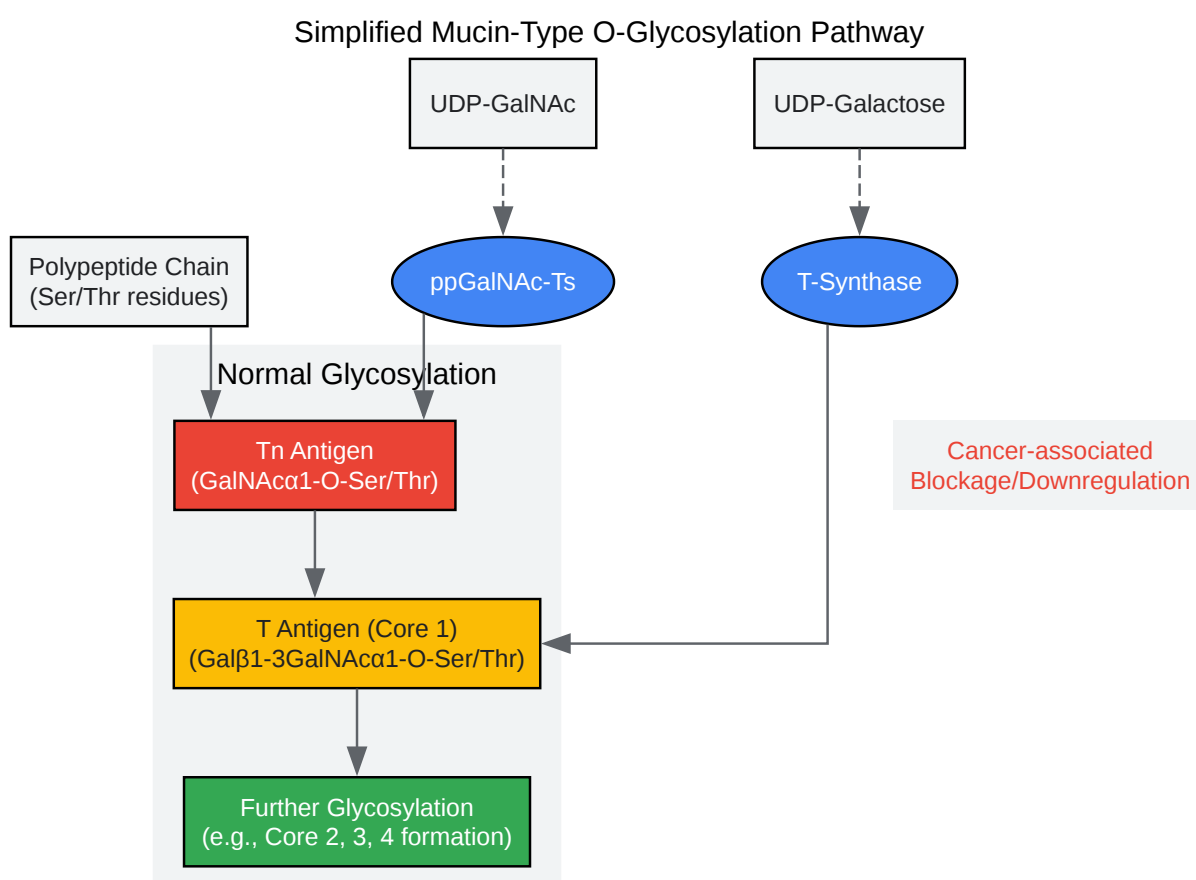 Simplified Mucin-Type O-Glycosylation Pathway
UDP-GalNAc
UDP-Galactose
Polypeptide Chain
(Ser/Thr residues)
ppGalNAc-Ts
T-Synthase
Normal Glycosylation
Tn Antigen
(GalNAcα1-O-Ser/Thr)
Cancer-associated
Blockage/Downregulation
T Antigen (Core 1)
(Galβ1-3GalNAcα1-O-Ser/Thr)
Further Glycosylation
(e.g., Core 2, 3, 4 formation)